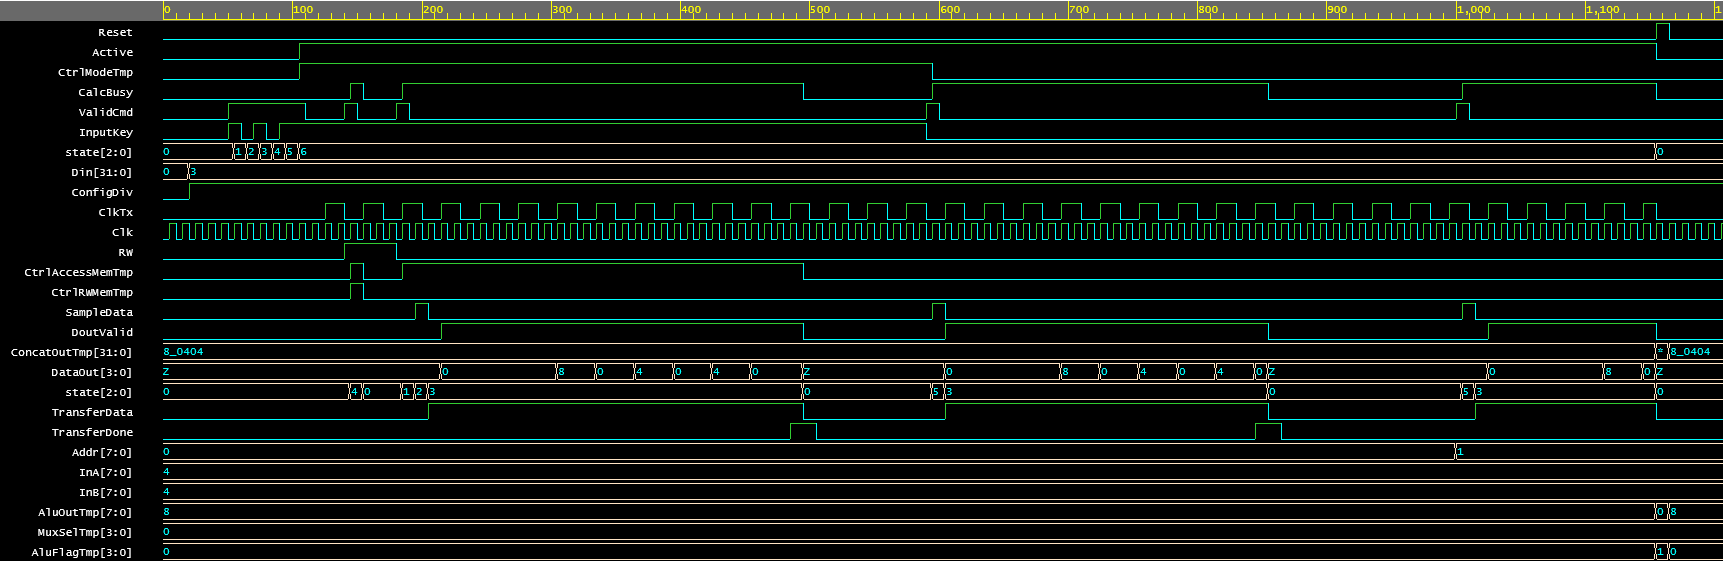 0 100 200 300 400 500 600 700 800 900 1,000 1,100 1
Reset
Active
CtrlModeTmp
CalcBusy
ValidCmd
InputKey
state[2:0] 0 1 2 3 4 5 6 0
Din[31:0] 0 3
ConfigDiv
ClkTx
Clk
RW
CtrlAccessMemTmp
CtrlRWMemTmp
SampleData
DoutValid
ConcatOutTmp[31:0] 8_0404 * 8_0404
DataOut[3:0] Z 0 8 0 4 0 4 0 Z 0 8 0 4 0 4 0 Z 0 8 0 Z
state[2:0] 0 4 0 1 2 3 0 5 3 0 5 3 0
TransferData
TransferDone
Addr[7:0] 0 1
InA[7:0] 4
InB[7:0] 4
AluOutTmp[7:0] 8 0 8
MuxSelTmp[3:0] 0
AluFlagTmp[3:0] 0 1 0